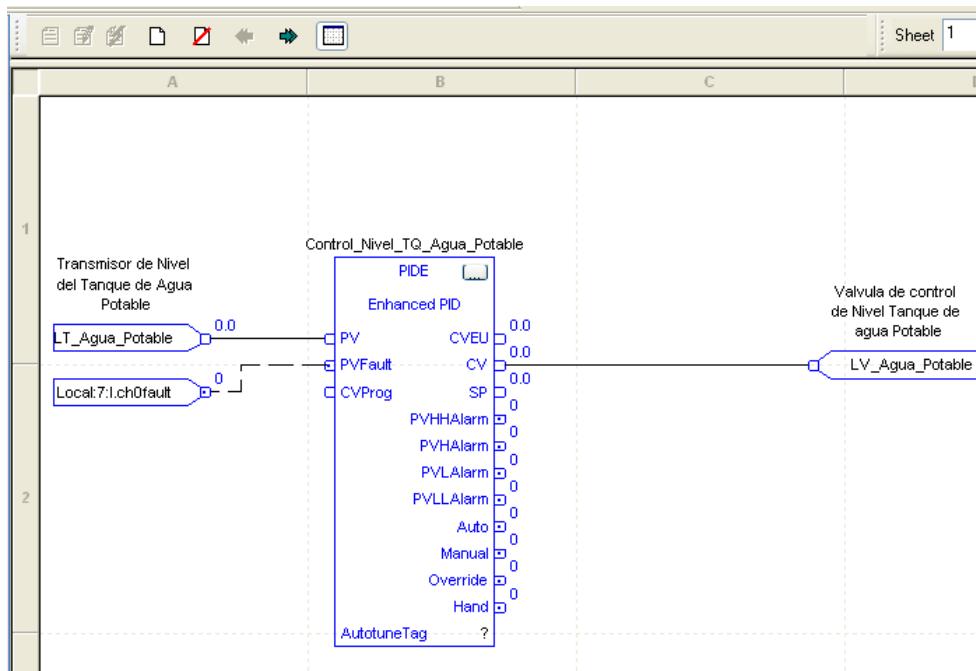 Sheet 1
A B C
1
Control_Nivel_TQ_Agua_Potable
Transmisor de Nivel
del Tanque de Agua
Potable
PIDE
...
Enhanced PID
Valvula de control
de Nivel Tanque de
agua Potable
LT_Agua_Potable 0.0
PV CVEU 0.0
PVFault CV 0.0
LV_Agua_Potable
Local:7:I.ch0fault 0
CVProg SP 0.0
PVHHAlarm 0
PVHAlarm 0
2
PVLAlarm 0
PVLLAlarm 0
Auto 0
Manual 0
Override 0
Hand 0
AutotuneTag ?